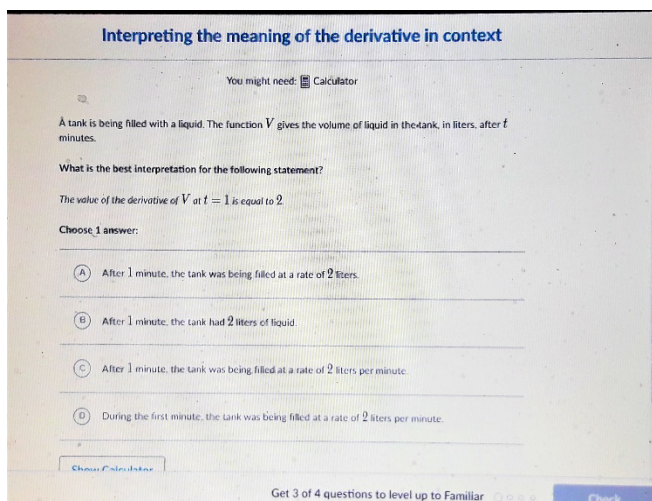 Interpreting the meaning of the derivative in context
You might need: Calculator
A tank is being filled with a liquid. The function V gives the volume of liquid in the tank, in liters, after t
minutes.
What is the best interpretation for the following statement?
The value of the derivative of V at t = 1 is equal to 2
Choose 1 answer:
A After 1 minute, the tank was being filled at a rate of 2 liters.
B After 1 minute, the tank had 2 liters of liquid.
C After 1 minute, the tank was being filled at a rate of 2 liters per minute
D During the first minute, the tank was being filled at a rate of 2 liters per minute.
Show Calculator
Get 3 of 4 questions to level up to Familiar
Check